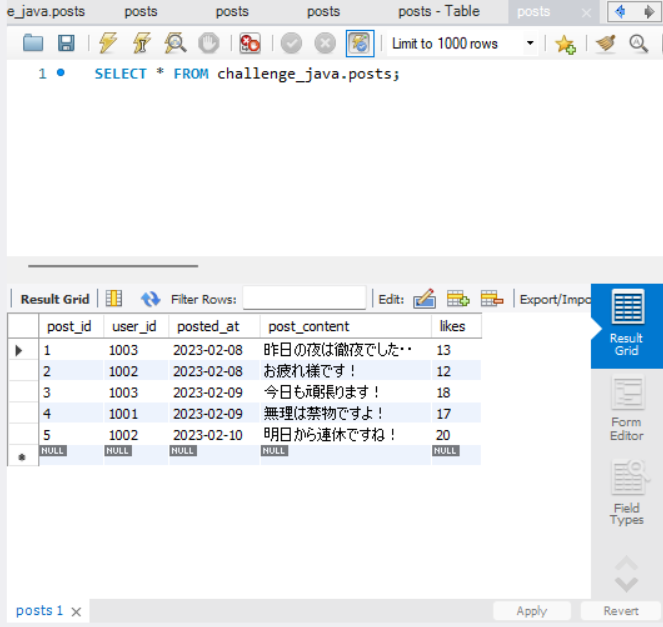 e_java.posts posts posts posts posts - Table posts
Limit to 1000 rows
1 SELECT * FROM challenge_java.posts;
Result Grid Filter Rows: Edit: Export/Impo
post_id user_id posted_at post_content likes
1 1003 2023-02-08 昨日の夜は徹夜でした・・ 13
2 1002 2023-02-08 お疲れ様です！ 12
3 1003 2023-02-09 今日も頑張ります！ 18
4 1001 2023-02-09 無理は禁物ですよ！ 17
5 1002 2023-02-10 明日から連休ですね！ 20
NULL NULL NULL NULL NULL
Result
Grid
Form
Editor
Field
Types
posts 1 Apply Revert